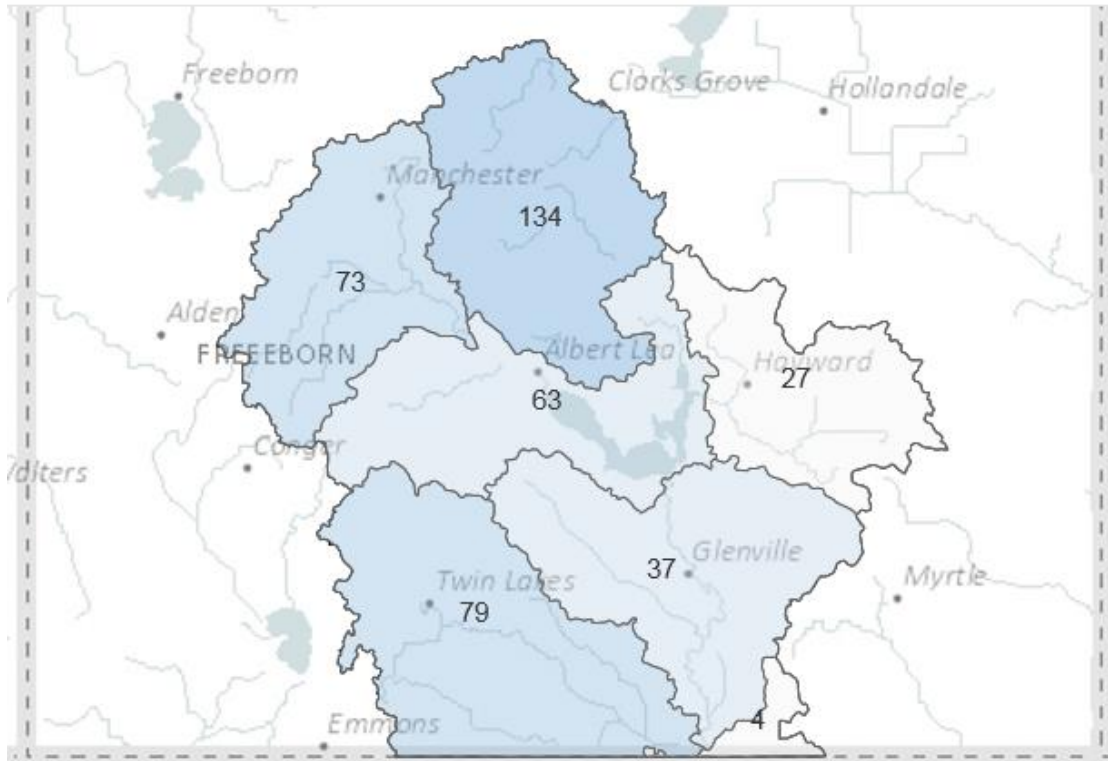 Freeborn
Clarks Grove
Hollandale
Manchester
134
73
Alden
FREEBORN
Albert Lea
Hayward
27
63
Conger
Glenville
37
Twin Lakes
79
Myrtle
Emmons
4